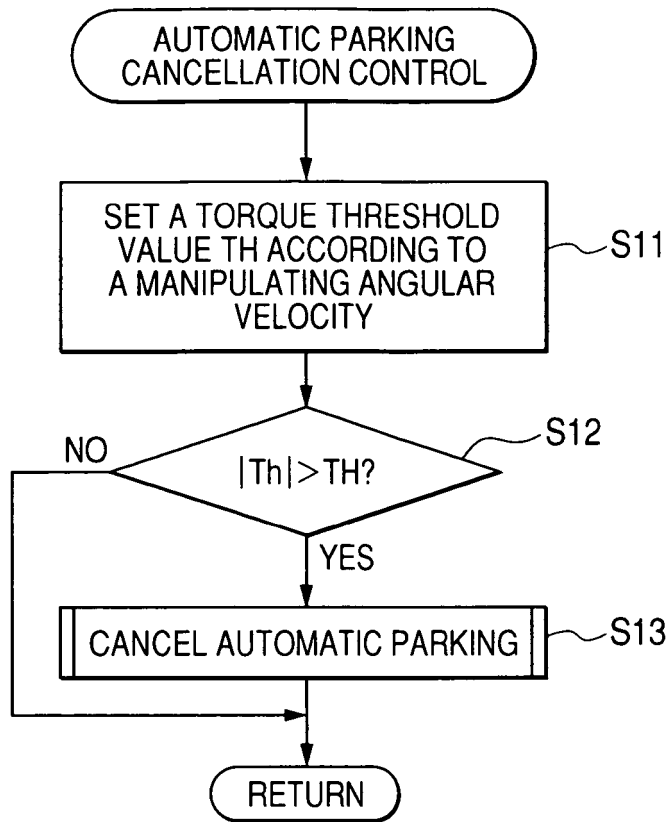 AUTOMATIC PARKING
CANCELLATION CONTROL
SET A TORQUE THRESHOLD
VALUE TH ACCORDING TO
A MANIPULATING ANGULAR
VELOCITY
S11
NO
|Th|>TH?
S12
YES
CANCEL AUTOMATIC PARKING
S13
RETURN